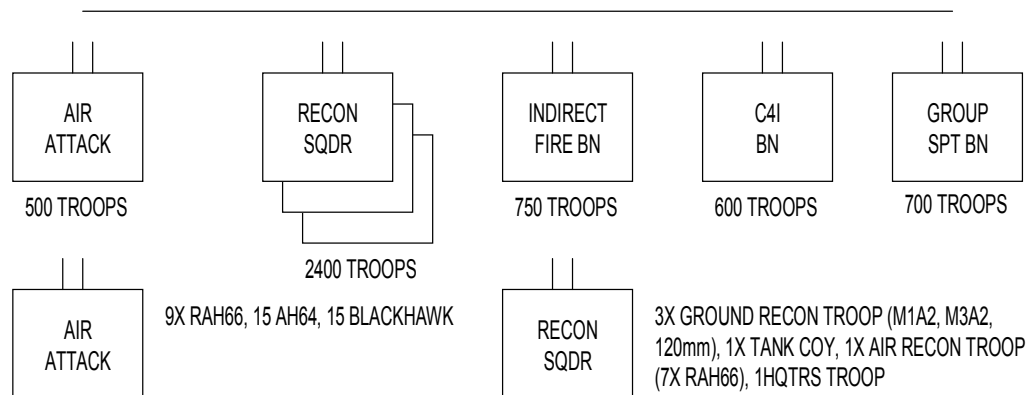 AIR
ATTACK
500 TROOPS
RECON
SQDR
2400 TROOPS
INDIRECT
FIRE BN
750 TROOPS
C4I
BN
600 TROOPS
GROUP
SPT BN
700 TROOPS
AIR
ATTACK
9X RAH66, 15 AH64, 15 BLACKHAWK
RECON
SQDR
3X GROUND RECON TROOP (M1A2, M3A2,
120mm), 1X TANK COY, 1X AIR RECON TROOP
(7X RAH66), 1HQTRS TROOP